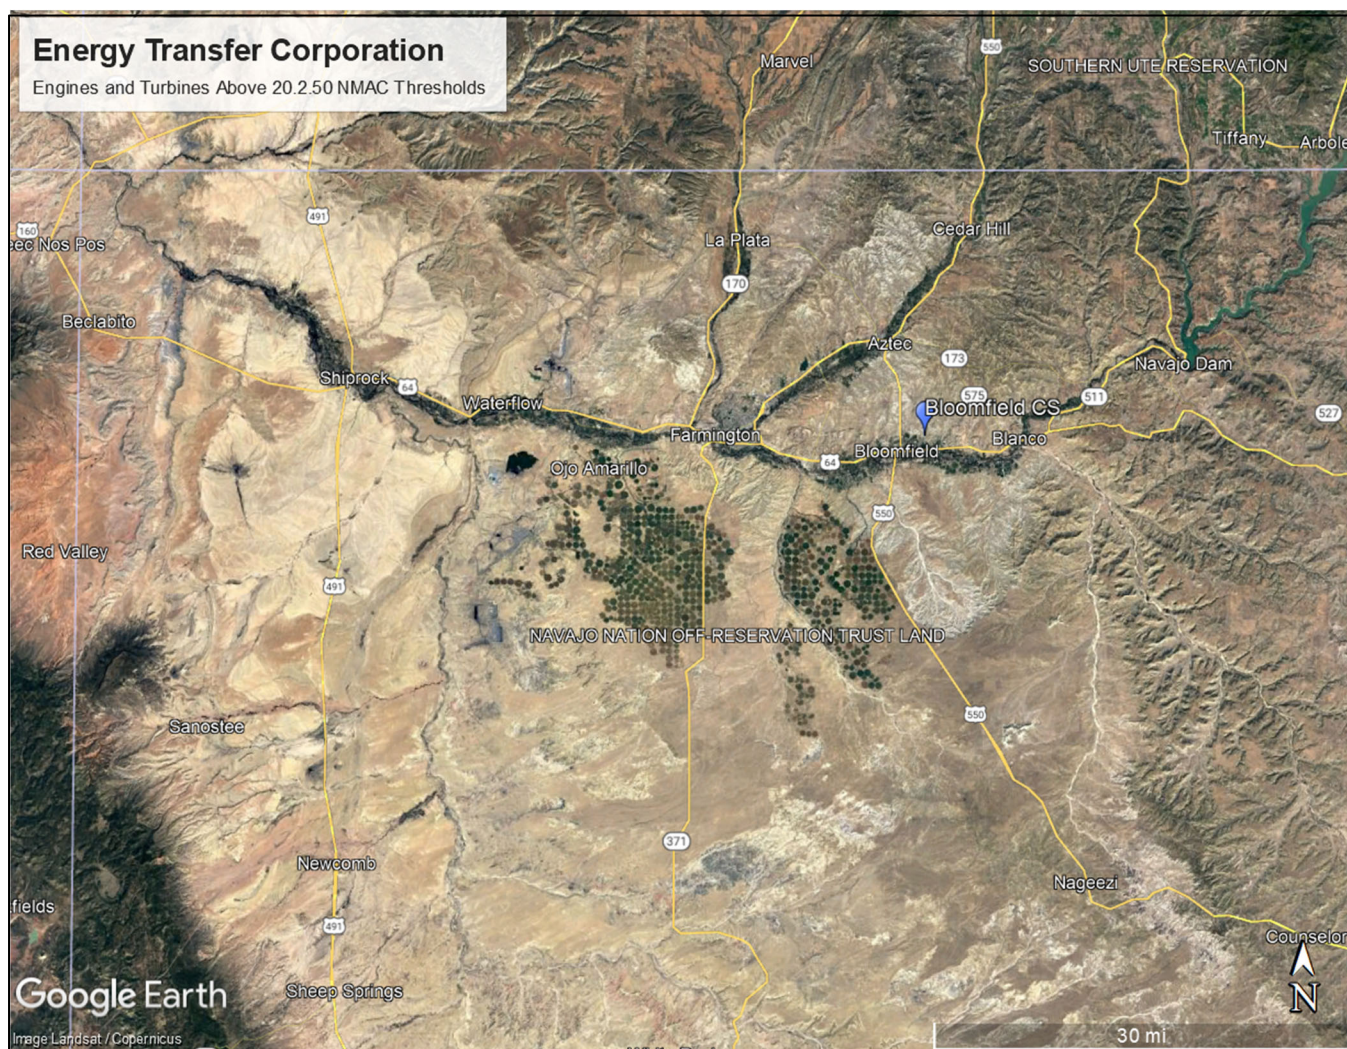 Energy Transfer Corporation
Engines and Turbines Above 20.2.50 NMAC Thresholds
550
Marvel
SOUTHERN UTE RESERVATION
Tiffany
Arbole
491
160
eec Nos Pos
La Plata
Cedar Hill
170
Beclabito
Aztec
173
Navajo Dam
Shiprock
64
575
511
Waterflow
Bloomfield CS
527
Farmington
Blanco
Bloomfield
64
Ojo Amarillo
550
Red Valley
491
NAVAJO NATION OFF-RESERVATION TRUST LAND
550
Sanostee
371
Newcomb
Nageezi
fields
491
Counselor
Sheep Springs
Google Earth
N
Image Landsat / Copernicus
30 mi